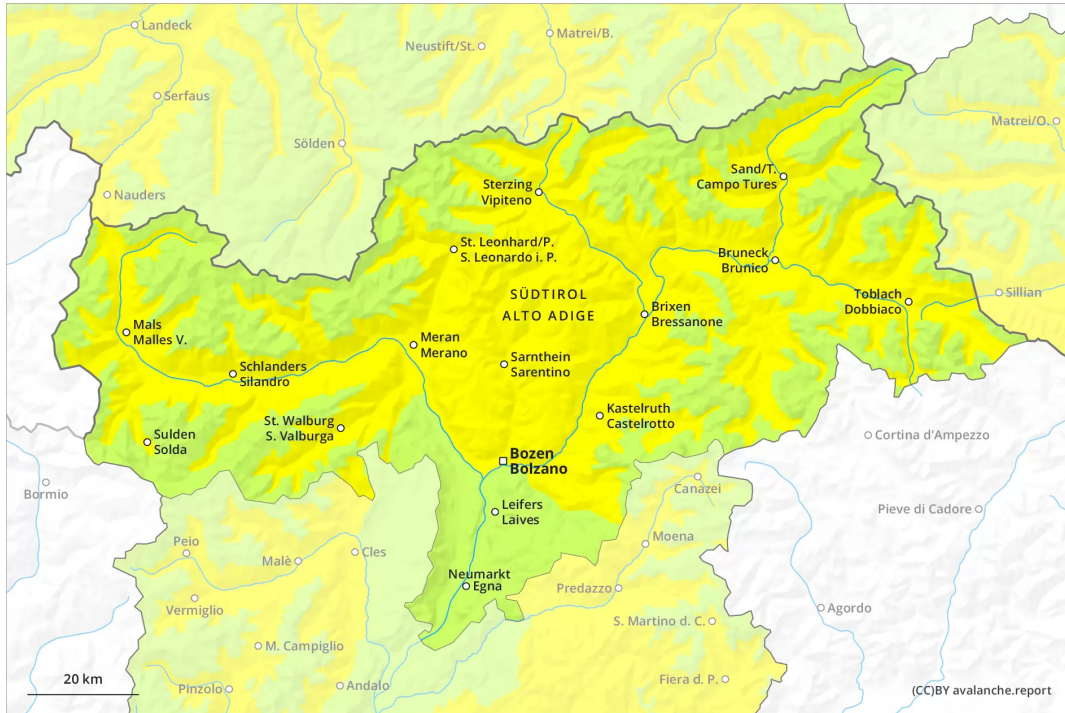 Landeck
Matrei/B.
Neustift/St.
Serfaus
Matrei/O.
Sölden
Nauders
Sand/T.
Campo Tures
Sterzing
Vipiteno
St. Leonhard/P.
S. Leonardo i. P.
Bruneck
Brunico
SÜDTIROL
ALTO ADIGE
Toblach
Dobbiaco
Sillian
Brixen
Bressanone
Mals
Malles V.
Meran
Merano
Sarnthein
Sarentino
Schlanders
Silandro
Kastelruth
Castelrotto
St. Walburg
S. Valburga
Sulden
Solda
Cortina d'Ampezzo
Bozen
Bolzano
Bormio
Canazei
Leifers
Laives
Pieve di Cadore
Moena
Peio
Malè
Cles
Neumarkt
Egna
Predazzo
Vermiglio
Agordo
S. Martino d. C.
M. Campiglio
Fiera d. P.
20 km
Pinzolo
Andalo
(CC)BY avalanche.report